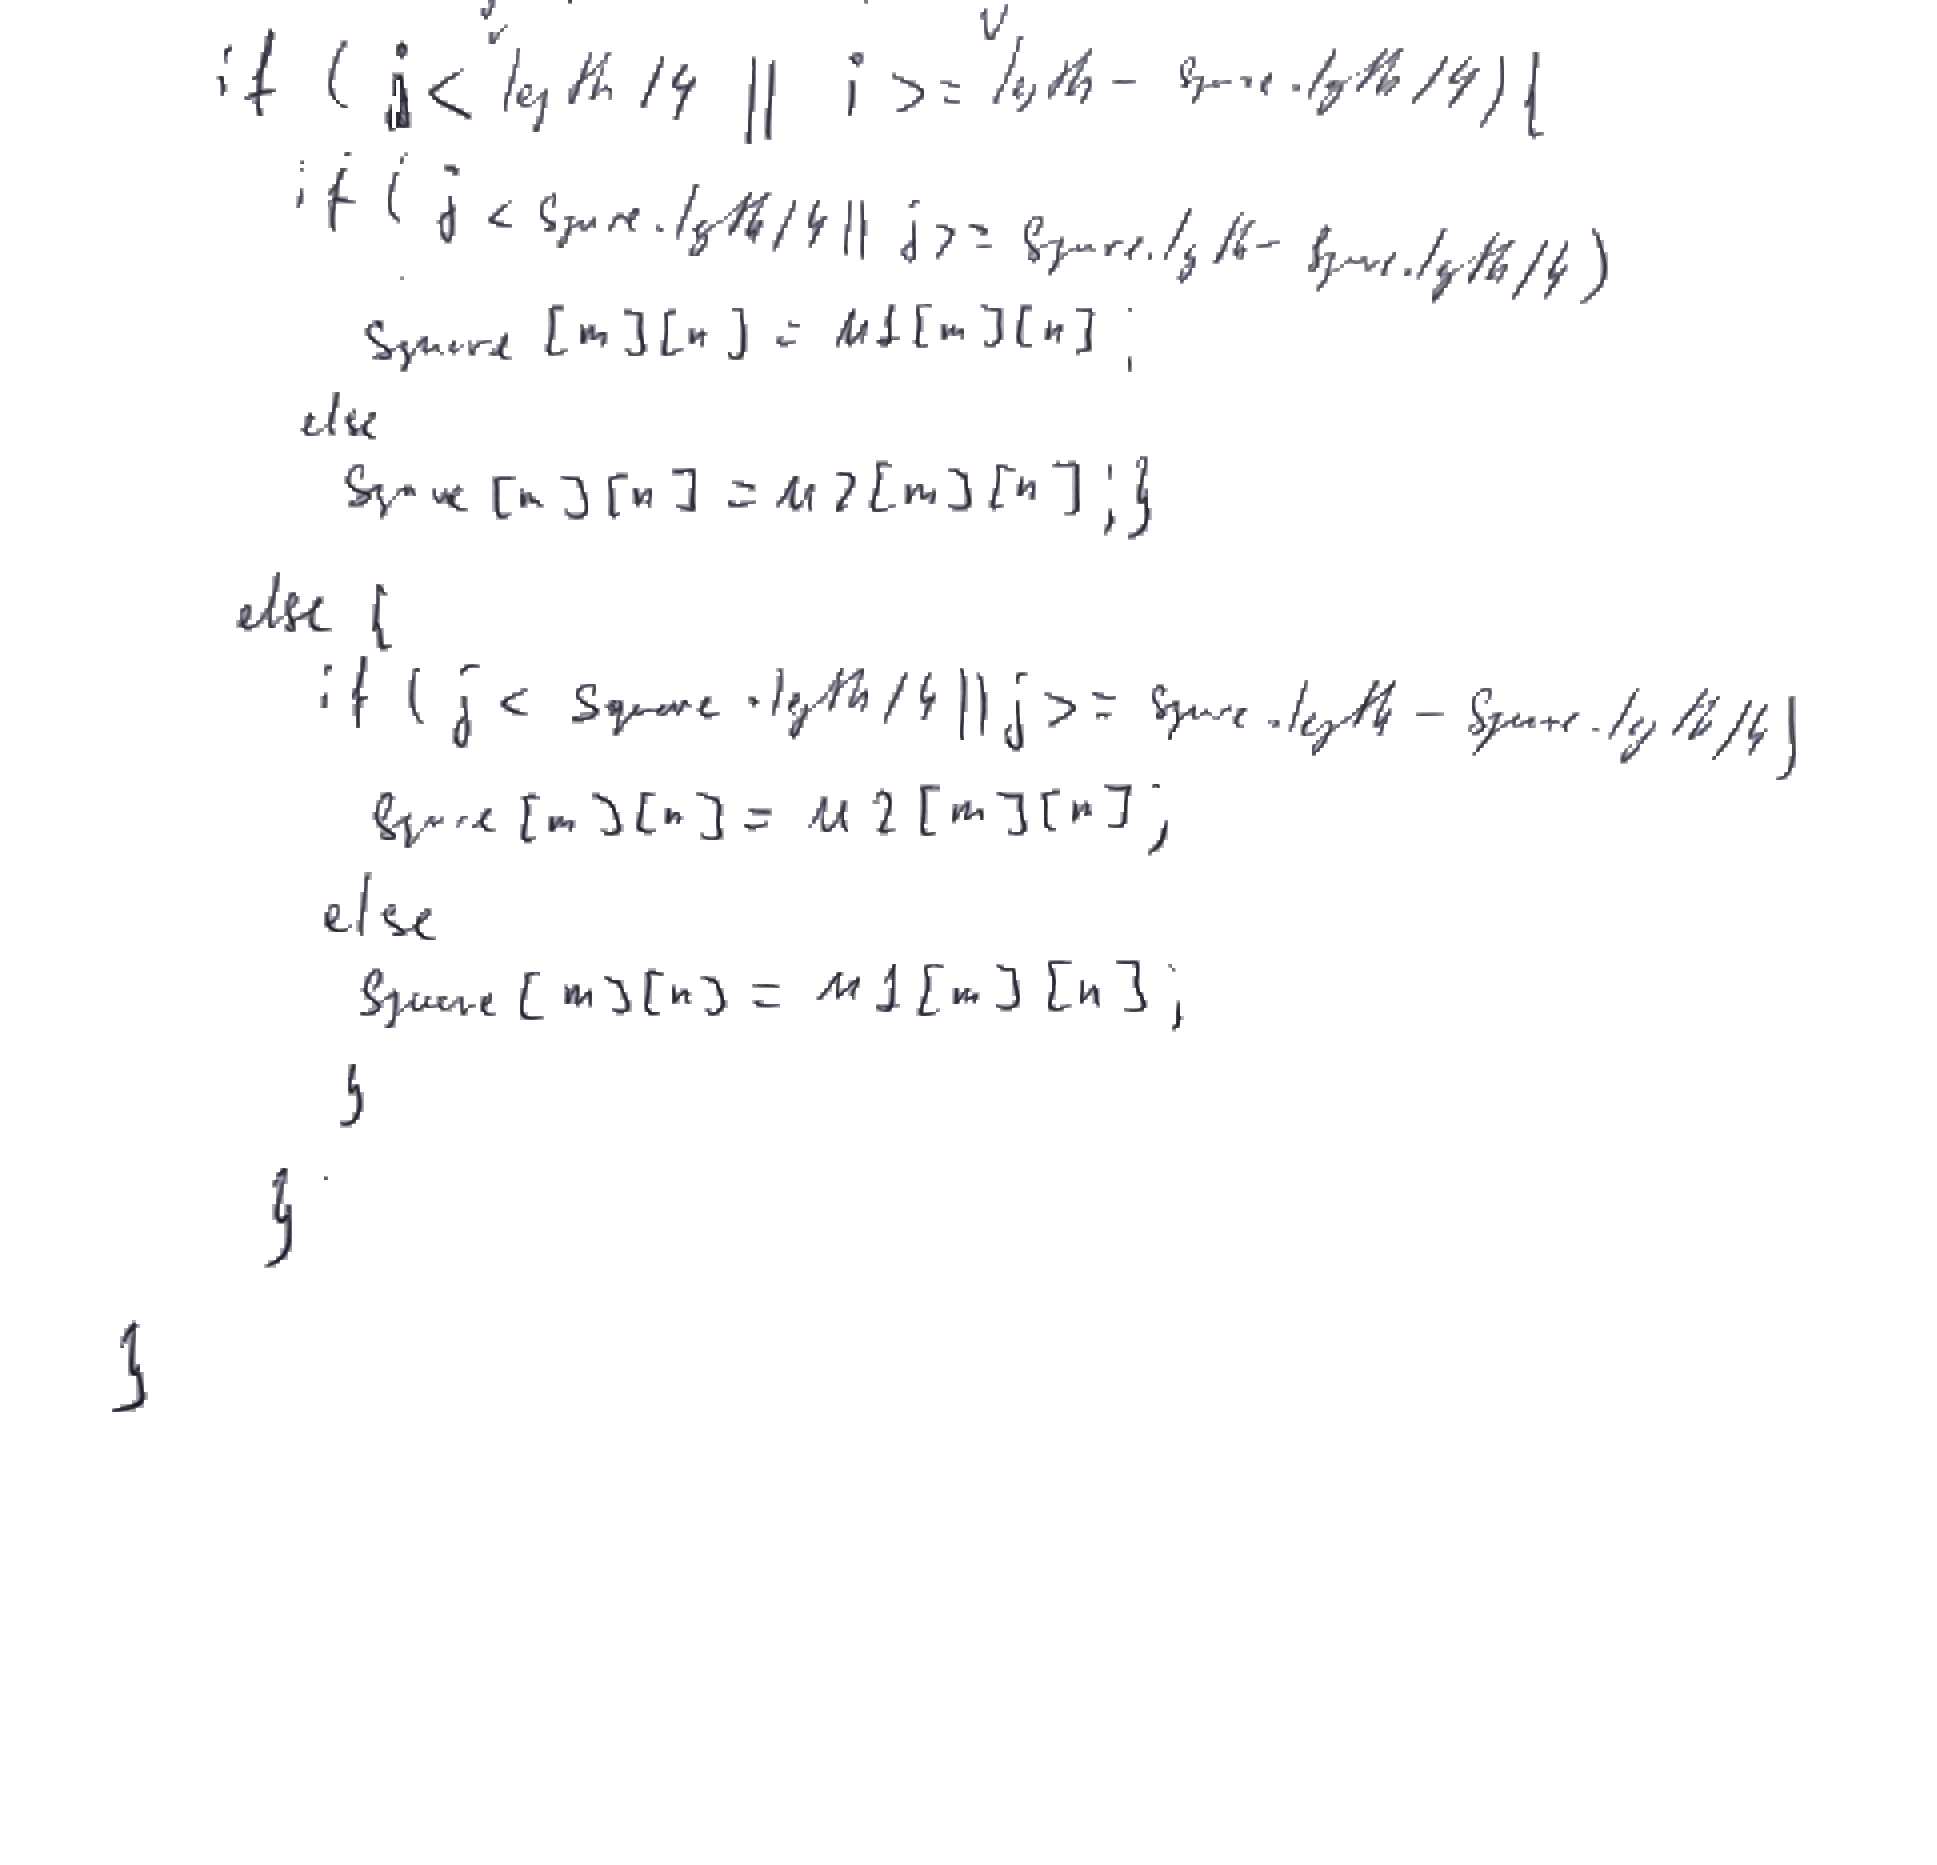 if ( i < length / 4 || i >= length - square.length / 4) {
if ( j < square.length / 4 || j >= square.length - square.length / 4 )
square [m][n] = M1[m][n];
else
square [m][n] = M2[m][n];}
else {
if ( j < square.length / 4 || j >= square.length - square.length / 4)
square [m][n] = M2[m][n];
else
square [m][n] = M1[m][n];
}
}
}